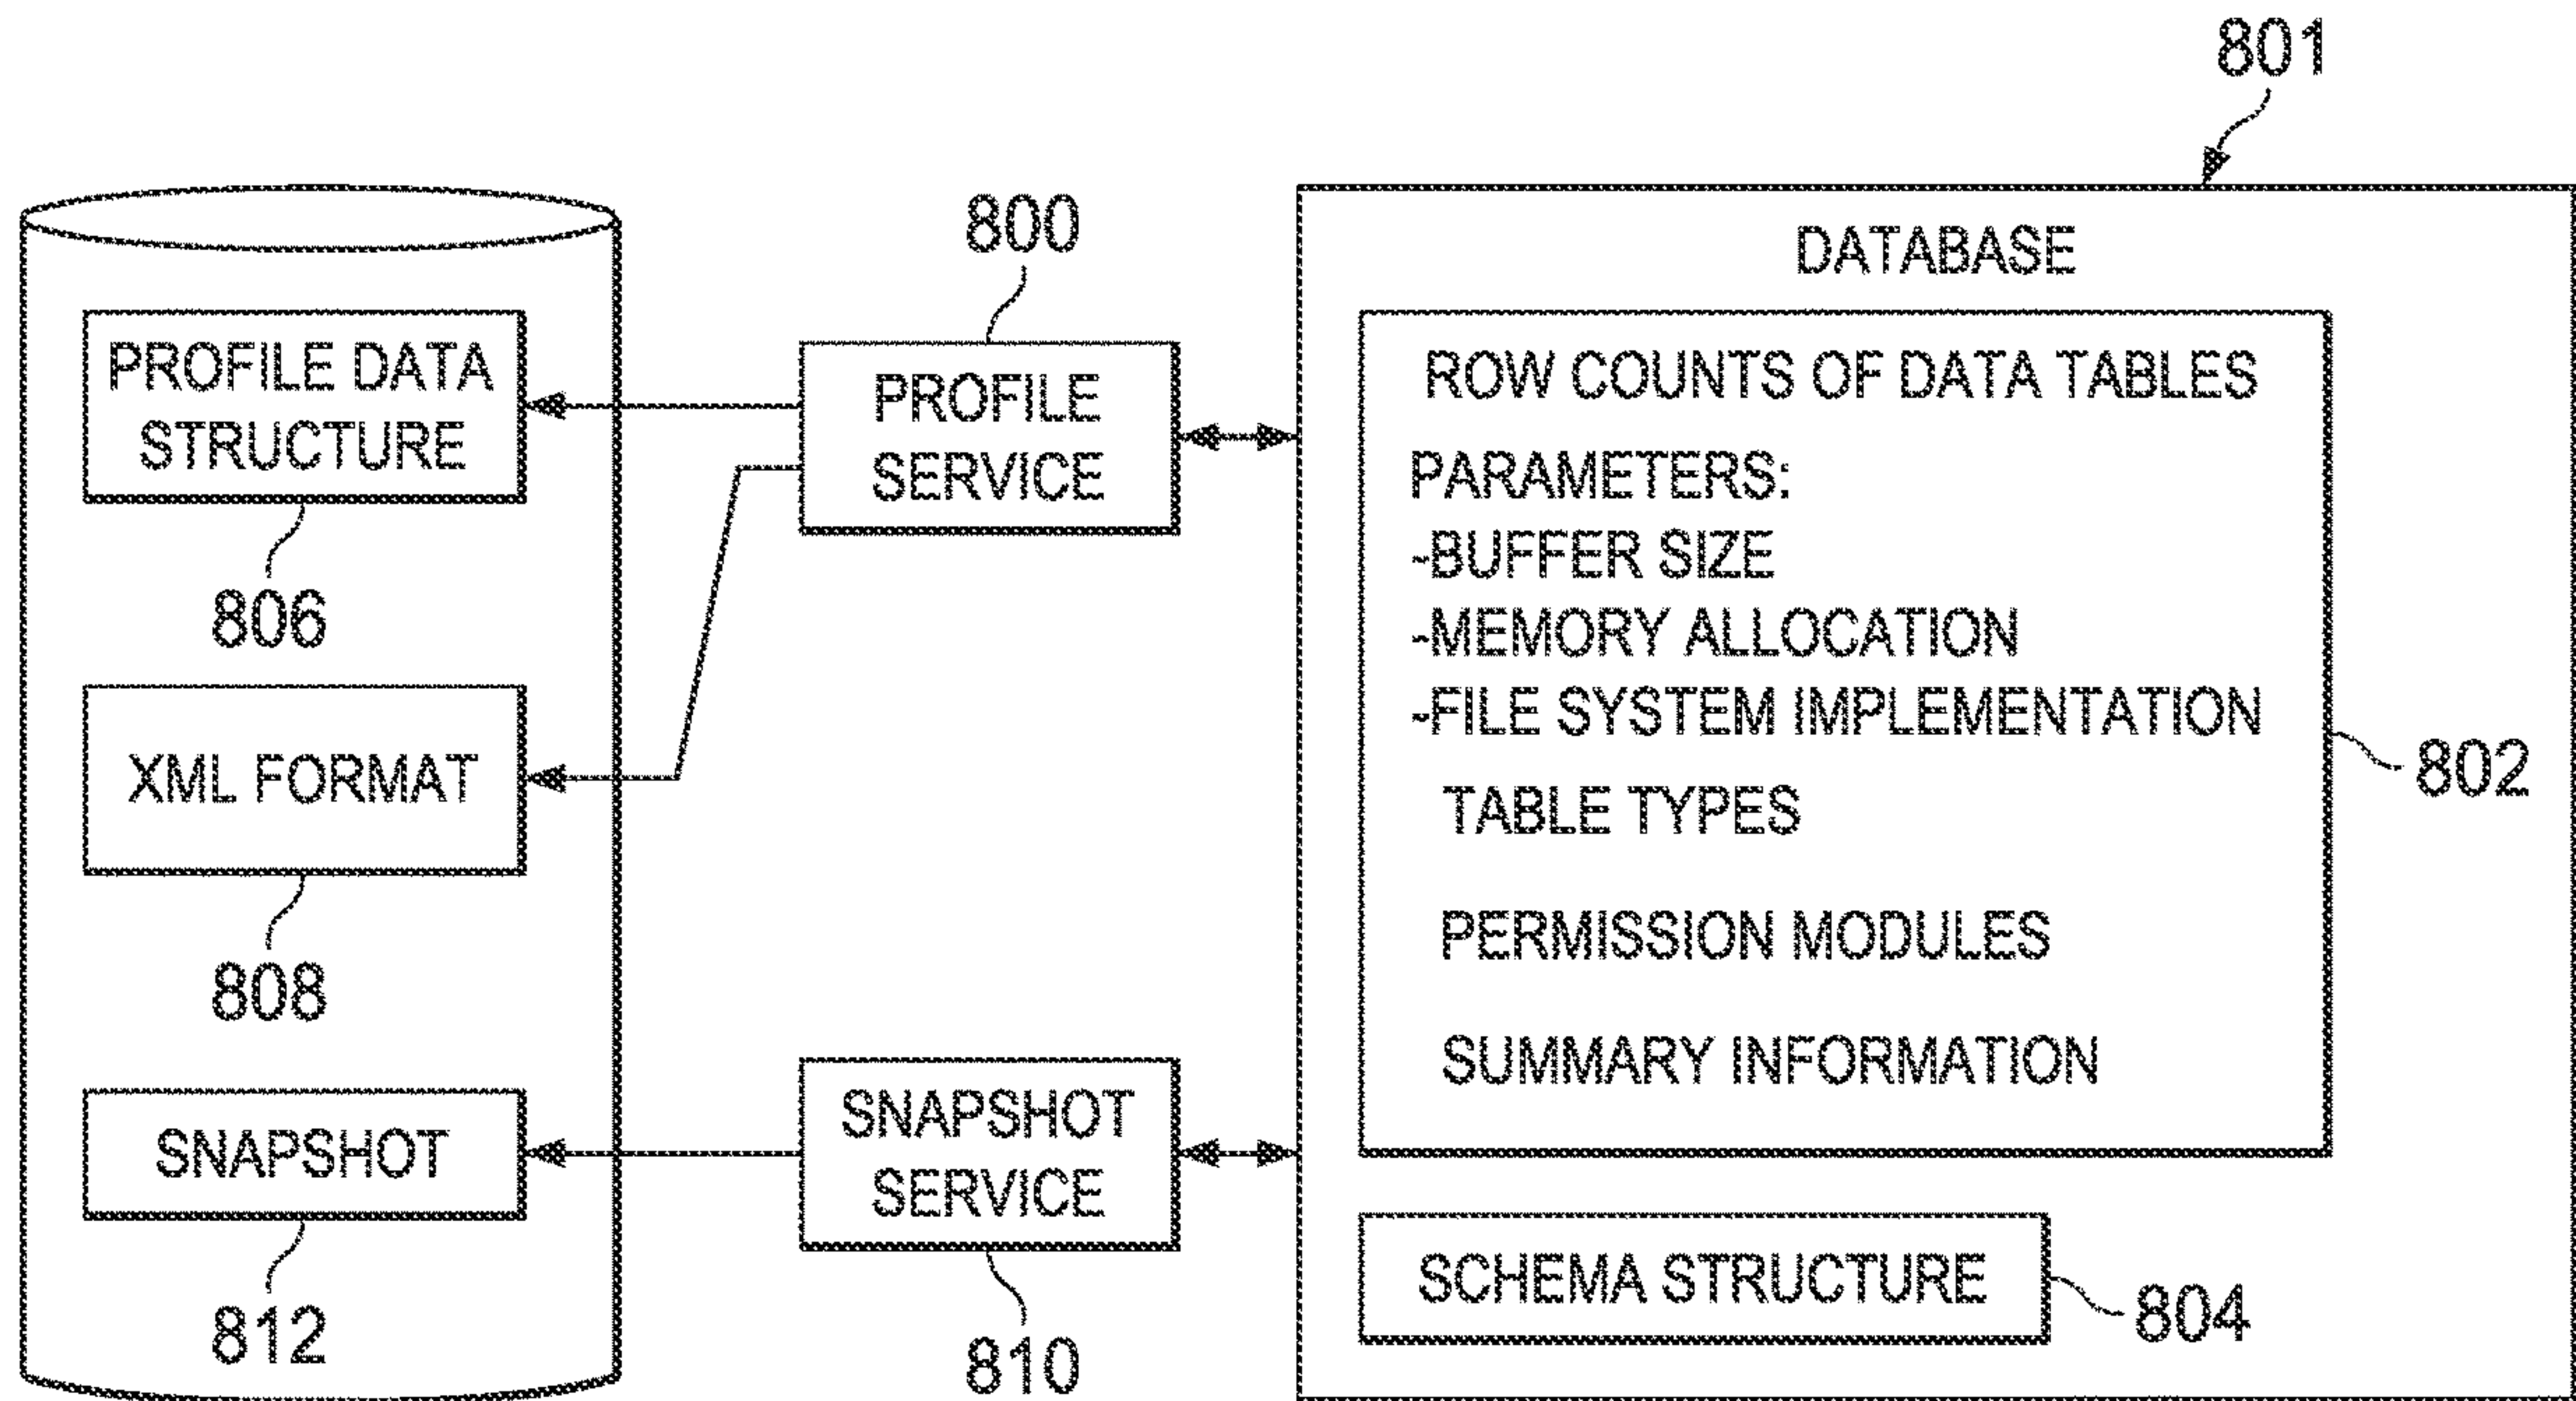 801
800
DATABASE
PROFILE DATA
STRUCTURE
806
XML FORMAT
808
SNAPSHOT
812
PROFILE
SERVICE
SNAPSHOT
SERVICE
810
ROW COUNTS OF DATA TABLES
PARAMETERS:
-BUFFER SIZE
-MEMORY ALLOCATION
-FILE SYSTEM IMPLEMENTATION
TABLE TYPES
PERMISSION MODULES
SUMMARY INFORMATION
802
SCHEMA STRUCTURE
804